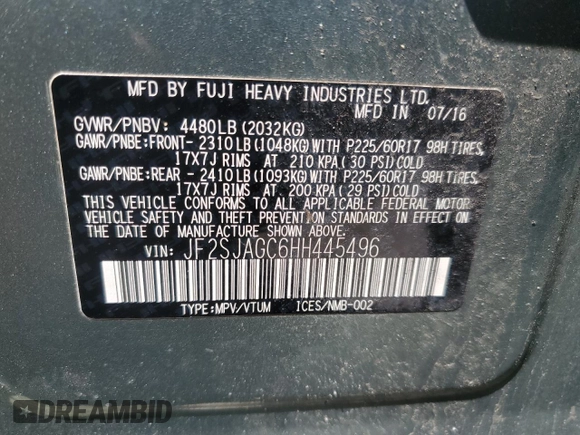 MFD BY FUJI HEAVY INDUSTRIES LTD.
MFD IN 07/16
GVWR/PNBV: 4480LB (2032KG)
GAWR/PNBE:FRONT- 2310LB (1048KG) WITH P225/60R17 98H TIRES,
17X7J RIMS AT 210 KPA ( 30 PSI) COLD
GAWR/PNBE:REAR - 2410LB (1093KG) WITH P225/60R17 98H TIRES,
17X7J RIMS AT 200 KPA ( 29 PSI) COLD
THIS VEHICLE CONFORMS TO ALL APPLICABLE FEDERAL MOTOR
VEHICLE SAFETY AND THEFT PREVENTION STANDARDS IN EFFECT ON
THE DATE OF MANUFACTURE SHOWN ABOVE.
VIN: JF2SJAGC6HH445496
TYPE:MPV/VTUM ICES/NMB-002
DREAMBID